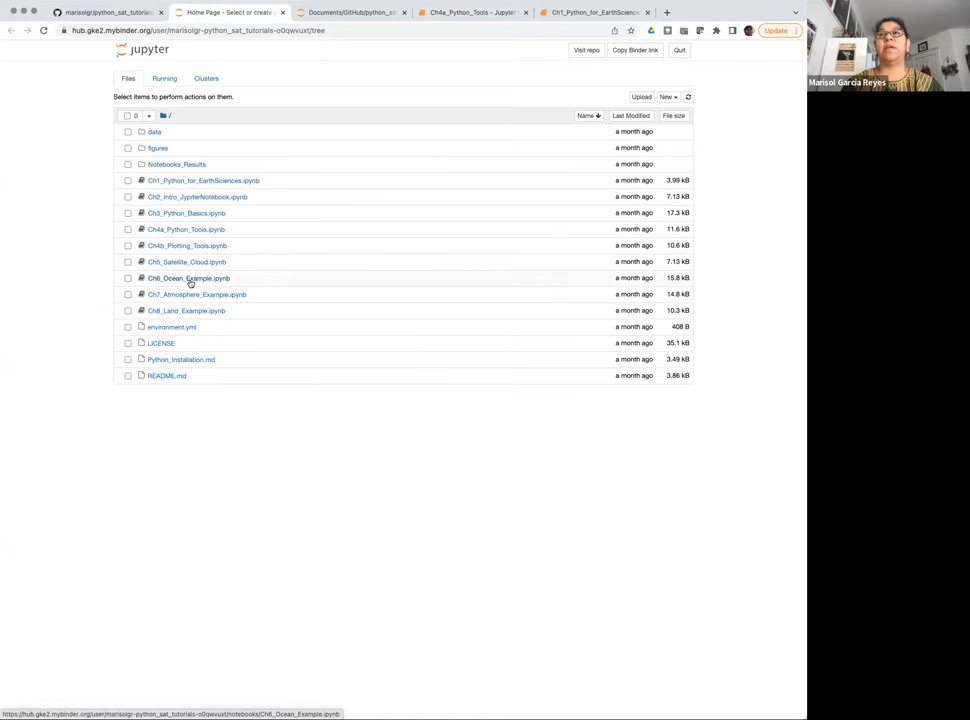 marisolgr/python_sat_tutorials
Home Page - Select or create
Documents/GitHub/python_sat
Ch4a_Python_Tools - Jupyter
Ch1_Python_for_EarthScience
hub.gke2.mybinder.org/user/marisolgr-python_sat_tutorials-o0qwvuxt/tree
Update
jupyter
Visit repo
Copy Binder link
Quit
Files
Running
Clusters
Select items to perform actions on them.
Upload
New
0
/
Name
Last Modified
File size
data
a month ago
figures
a month ago
Notebooks_Results
a month ago
Ch1_Python_for_EarthSciences.ipynb
a month ago
3.99 kB
Ch2_Intro_JypiterNotebook.ipynb
a month ago
7.13 kB
Ch3_Python_Basics.ipynb
a month ago
17.3 kB
Ch4a_Python_Tools.ipynb
a month ago
11.6 kB
Ch4b_Plotting_Tools.ipynb
a month ago
10.6 kB
Ch5_Satellite_Cloud.ipynb
a month ago
7.13 kB
Ch6_Ocean_Example.ipynb
a month ago
15.8 kB
Ch7_Atmosphere_Example.ipynb
a month ago
14.8 kB
Ch8_Land_Example.ipynb
a month ago
10.3 kB
environment.yml
a month ago
408 B
LICENSE
a month ago
35.1 kB
Python_Installation.md
a month ago
3.49 kB
README.md
a month ago
3.86 kB
Marisol García Reyes
https://hub.gke2.mybinder.org/user/marisolgr-python_sat_tutorials-o0qwvuxt/notebooks/Ch6_Ocean_Example.ipynb